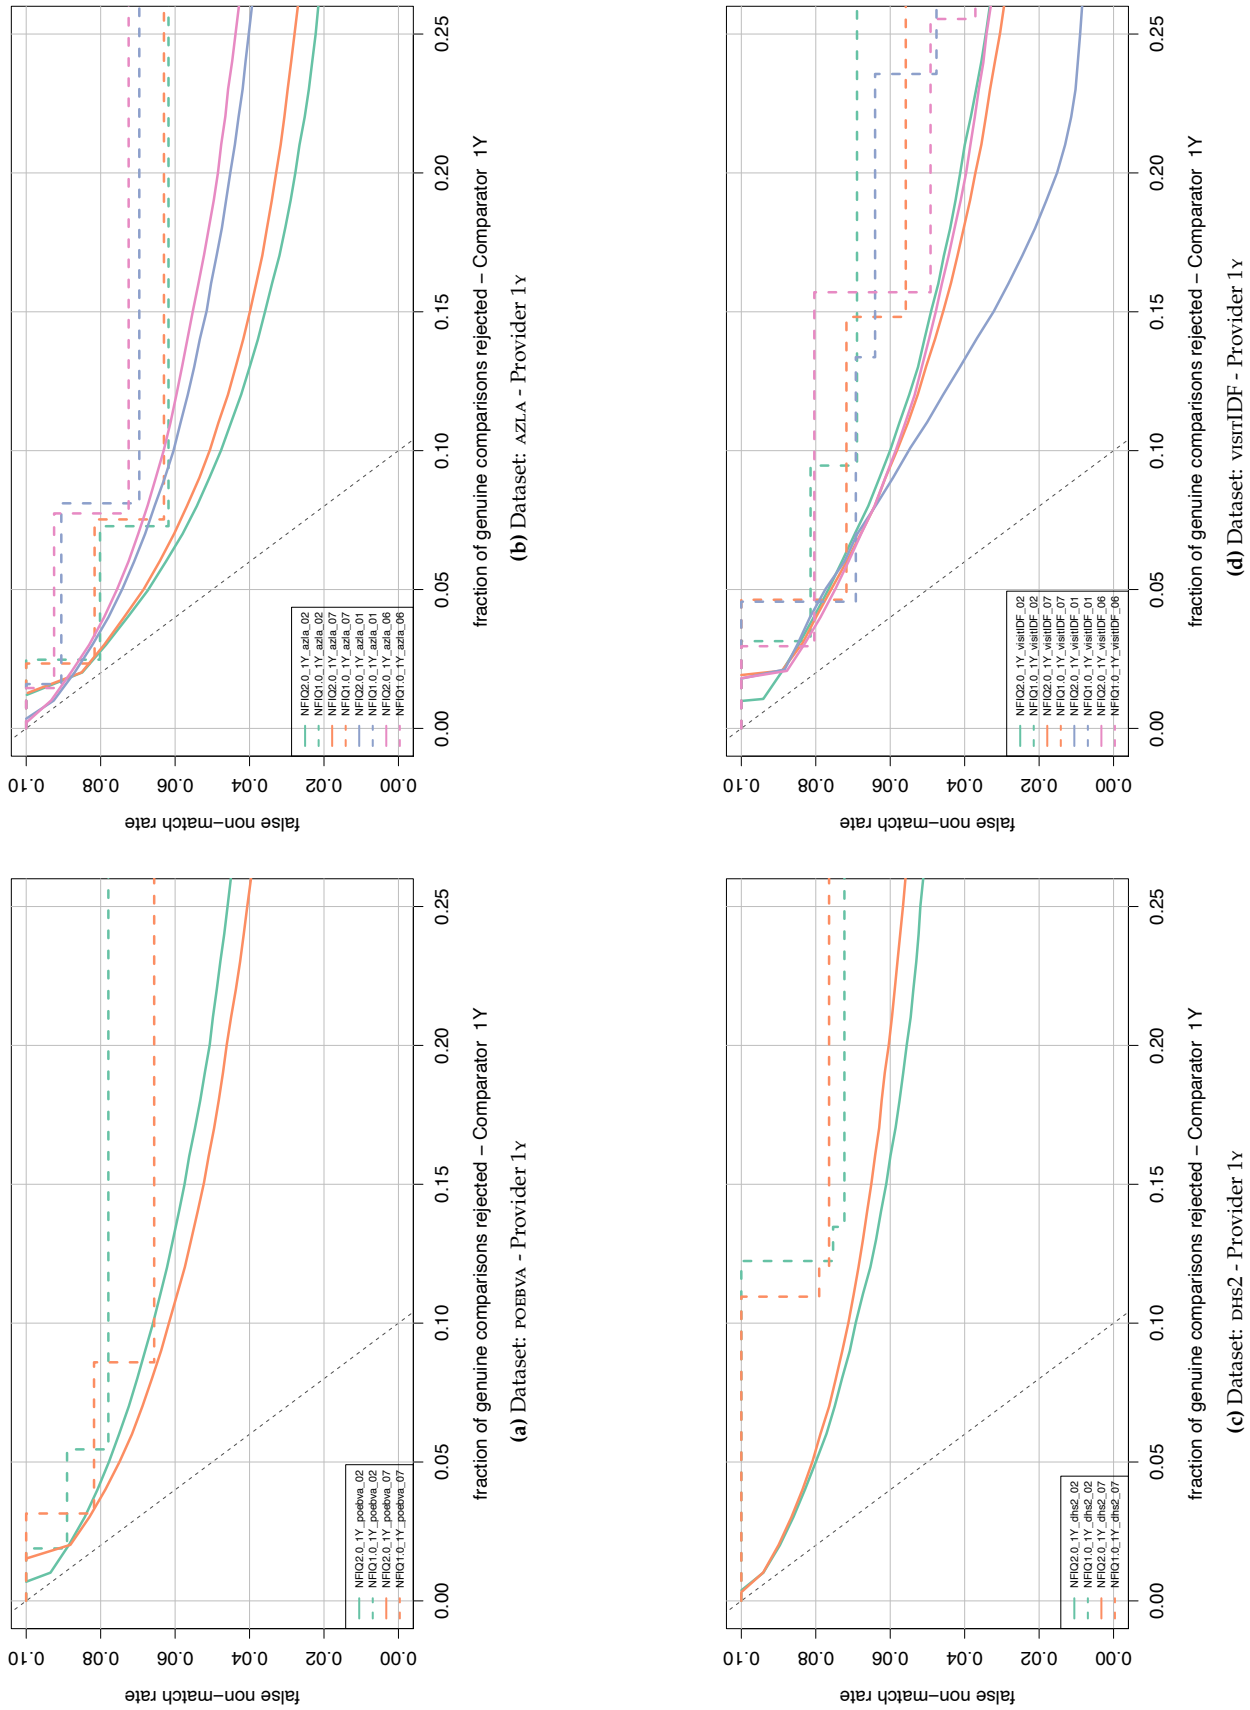 false non−match rate
0.00 0.02 0.04 0.06 0.08 0.10
NFIQ2.0_1Y_poebva_02
NFIQ1.0_1Y_poebva_02
NFIQ2.0_1Y_poebva_07
NFIQ1.0_1Y_poebva_07
0.00 0.05 0.10 0.15 0.20 0.25
fraction of genuine comparisons rejected − Comparator 1Y
(a) Dataset: POEBVA - Provider 1Y
false non−match rate
0.00 0.02 0.04 0.06 0.08 0.10
NFIQ2.0_1Y_azla_02
NFIQ1.0_1Y_azla_02
NFIQ2.0_1Y_azla_07
NFIQ1.0_1Y_azla_07
NFIQ2.0_1Y_azla_01
NFIQ1.0_1Y_azla_01
NFIQ2.0_1Y_azla_06
NFIQ1.0_1Y_azla_06
0.00 0.05 0.10 0.15 0.20 0.25
fraction of genuine comparisons rejected − Comparator 1Y
(b) Dataset: AZLA - Provider 1Y
false non−match rate
0.00 0.02 0.04 0.06 0.08 0.10
NFIQ2.0_1Y_dhs2_02
NFIQ1.0_1Y_dhs2_02
NFIQ2.0_1Y_dhs2_07
NFIQ1.0_1Y_dhs2_07
0.00 0.05 0.10 0.15 0.20 0.25
fraction of genuine comparisons rejected − Comparator 1Y
(c) Dataset: DHS2 - Provider 1Y
false non−match rate
0.00 0.02 0.04 0.06 0.08 0.10
NFIQ2.0_1Y_visitIDF_02
NFIQ1.0_1Y_visitIDF_02
NFIQ2.0_1Y_visitIDF_07
NFIQ1.0_1Y_visitIDF_07
NFIQ2.0_1Y_visitIDF_01
NFIQ1.0_1Y_visitIDF_01
NFIQ2.0_1Y_visitIDF_06
NFIQ1.0_1Y_visitIDF_06
0.00 0.05 0.10 0.15 0.20 0.25
fraction of genuine comparisons rejected − Comparator 1Y
(d) Dataset: VISITIDF - Provider 1Y